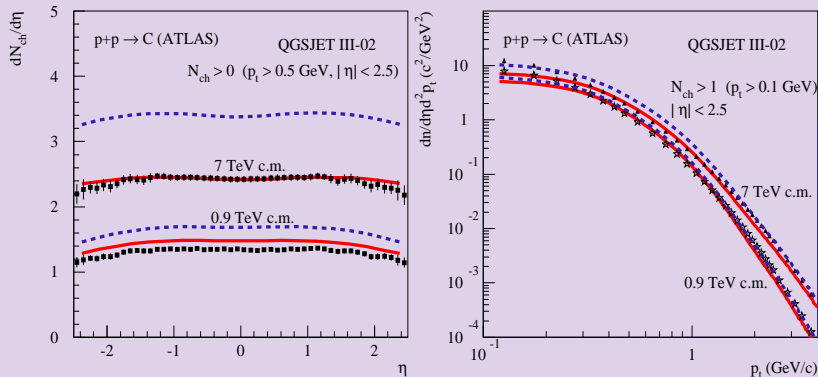 dN_ch/dη
p+p → C (ATLAS)
QGSJET III-02
N_ch > 0 (p_t > 0.5 GeV, | η | < 2.5)
7 TeV c.m.
0.9 TeV c.m.
5
4
3
2
1
0
-2
-1
0
1
2
η
dn/dηd²p_t (c²/GeV²)
p+p → C (ATLAS)
QGSJET III-02
N_ch > 1 (p_t > 0.1 GeV)
| η | < 2.5
7 TeV c.m.
0.9 TeV c.m.
10
1
10⁻¹
10⁻²
10⁻³
10⁻⁴
10⁻¹
1
p_t (GeV/c)